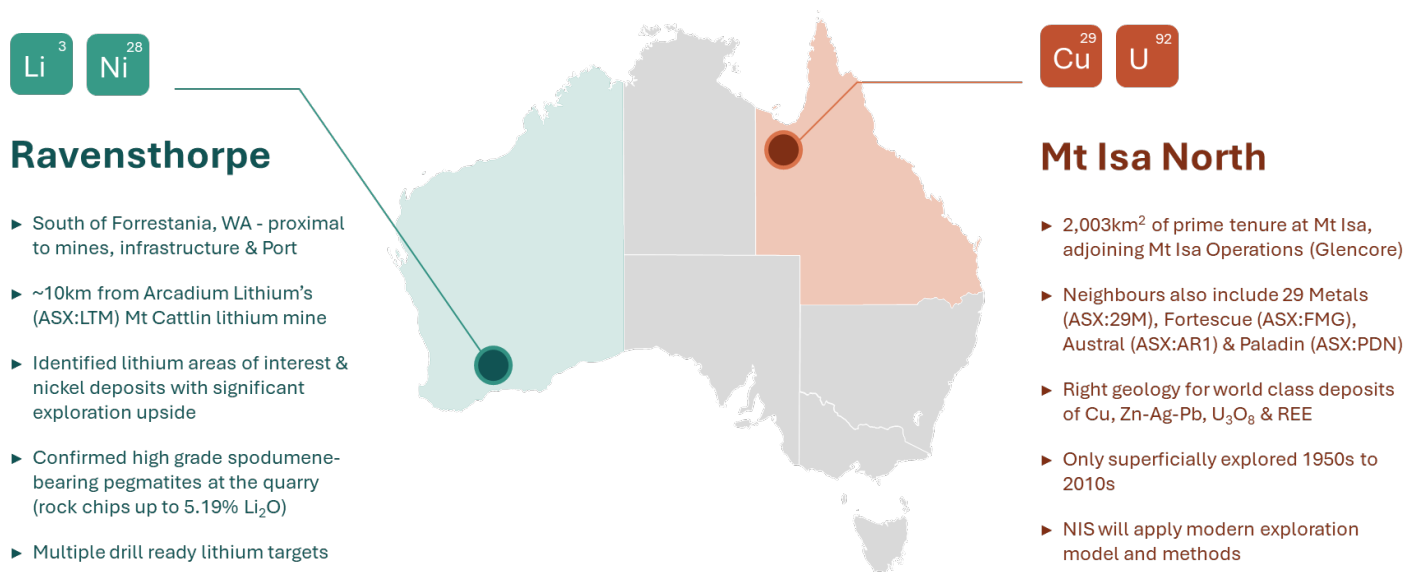 3
Li
28
Ni
Ravensthorpe
► South of Forrestania, WA - proximal
to mines, infrastructure & Port
► ~10km from Arcadium Lithium’s
(ASX:LTM) Mt Cattlin lithium mine
► Identified lithium areas of interest &
nickel deposits with significant
exploration upside
► Confirmed high grade spodumene-
bearing pegmatites at the quarry
(rock chips up to 5.19% Li₂O)
► Multiple drill ready lithium targets
29
Cu
92
U
Mt Isa North
► 2,003km² of prime tenure at Mt Isa,
adjoining Mt Isa Operations (Glencore)
► Neighbours also include 29 Metals
(ASX:29M), Fortescue (ASX:FMG),
Austral (ASX:AR1) & Paladin (ASX:PDN)
► Right geology for world class deposits
of Cu, Zn-Ag-Pb, U₃O₈ & REE
► Only superficially explored 1950s to
2010s
► NIS will apply modern exploration
model and methods